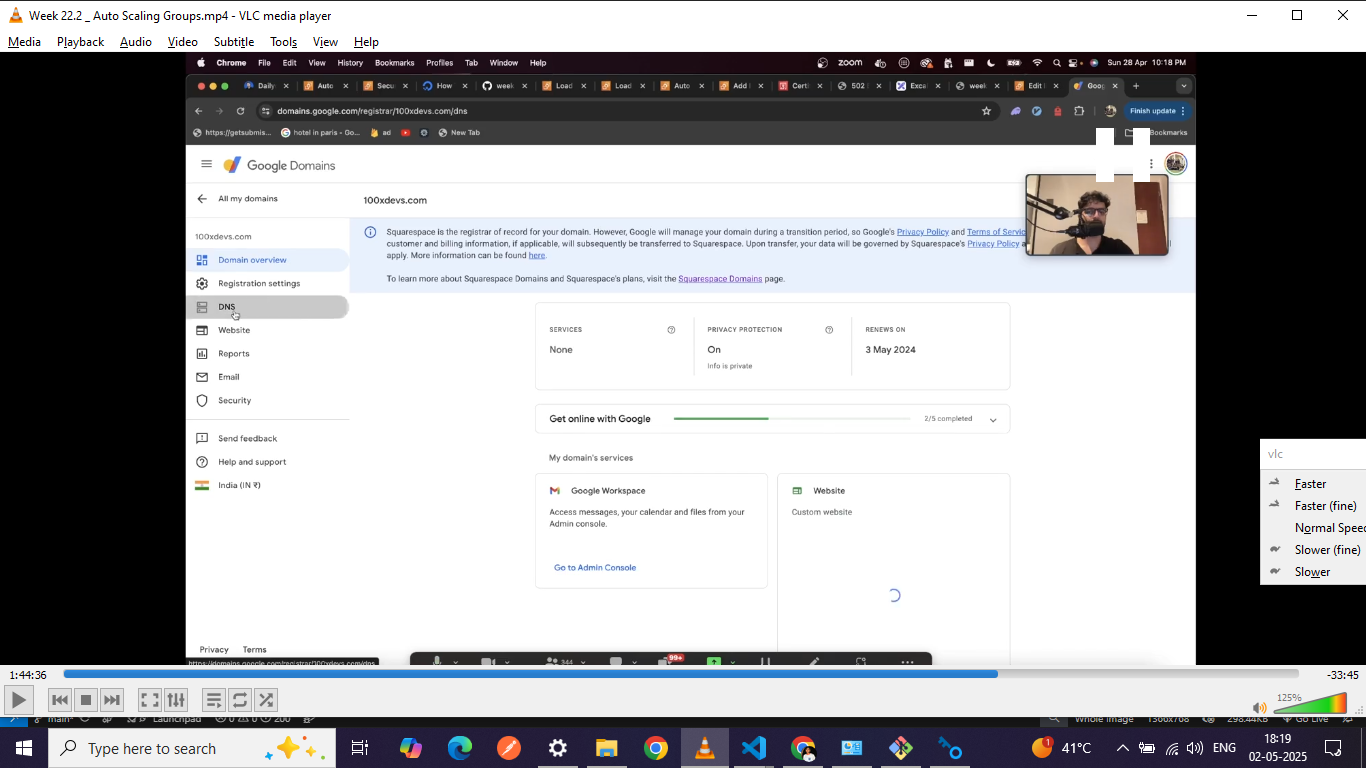 Week 22.2 _ Auto Scaling Groups.mp4 - VLC media player
Media Playback Audio Video Subtitle Tools View Help
Chrome File Edit View History Bookmarks Profiles Tab Window Help
zoom
Sun 28 Apr 10:18 PM
Daily Auto Secu How week Load Load Auto Add Certi 502 Exca week Edit Goog
domains.google.com/registrar/100xdevs.com/dns
Finish update
https://getsubmis... hotel in paris - Go... ad New Tab
Bookmarks
Google Domains
All my domains
100xdevs.com
100xdevs.com
Domain overview
Registration settings
DNS
Website
Reports
Email
Security
Send feedback
Help and support
India (IN ₹)
Squarespace is the registrar of record for your domain. However, Google will manage your domain during a transition period, so Google's Privacy Policy and Terms of Servic
customer and billing information, if applicable, will subsequently be transferred to Squarespace. Upon transfer, your data will be governed by Squarespace's Privacy Policy
apply. More information can be found here.
To learn more about Squarespace Domains and Squarespace's plans, visit the Squarespace Domains page.
SERVICES
None
PRIVACY PROTECTION
On
Info is private
RENEWS ON
3 May 2024
Get online with Google
2/5 completed
My domain's services
Google Workspace
Access messages, your calendar and files from your
Admin console.
Go to Admin Console
Website
Custom website
Privacy Terms
https://domains.google.com/registrar/100xdevs.com/dns
344
99+
vlc
Faster
Faster (fine)
Normal Spee
Slower (fine)
Slower
1:44:36
-33:45
125%
main*
Launchpad
0 0 200
Whole Image 1366x768 298.44KB Go Live
Type here to search
1
41°C
ENG
18:19
02-05-2025